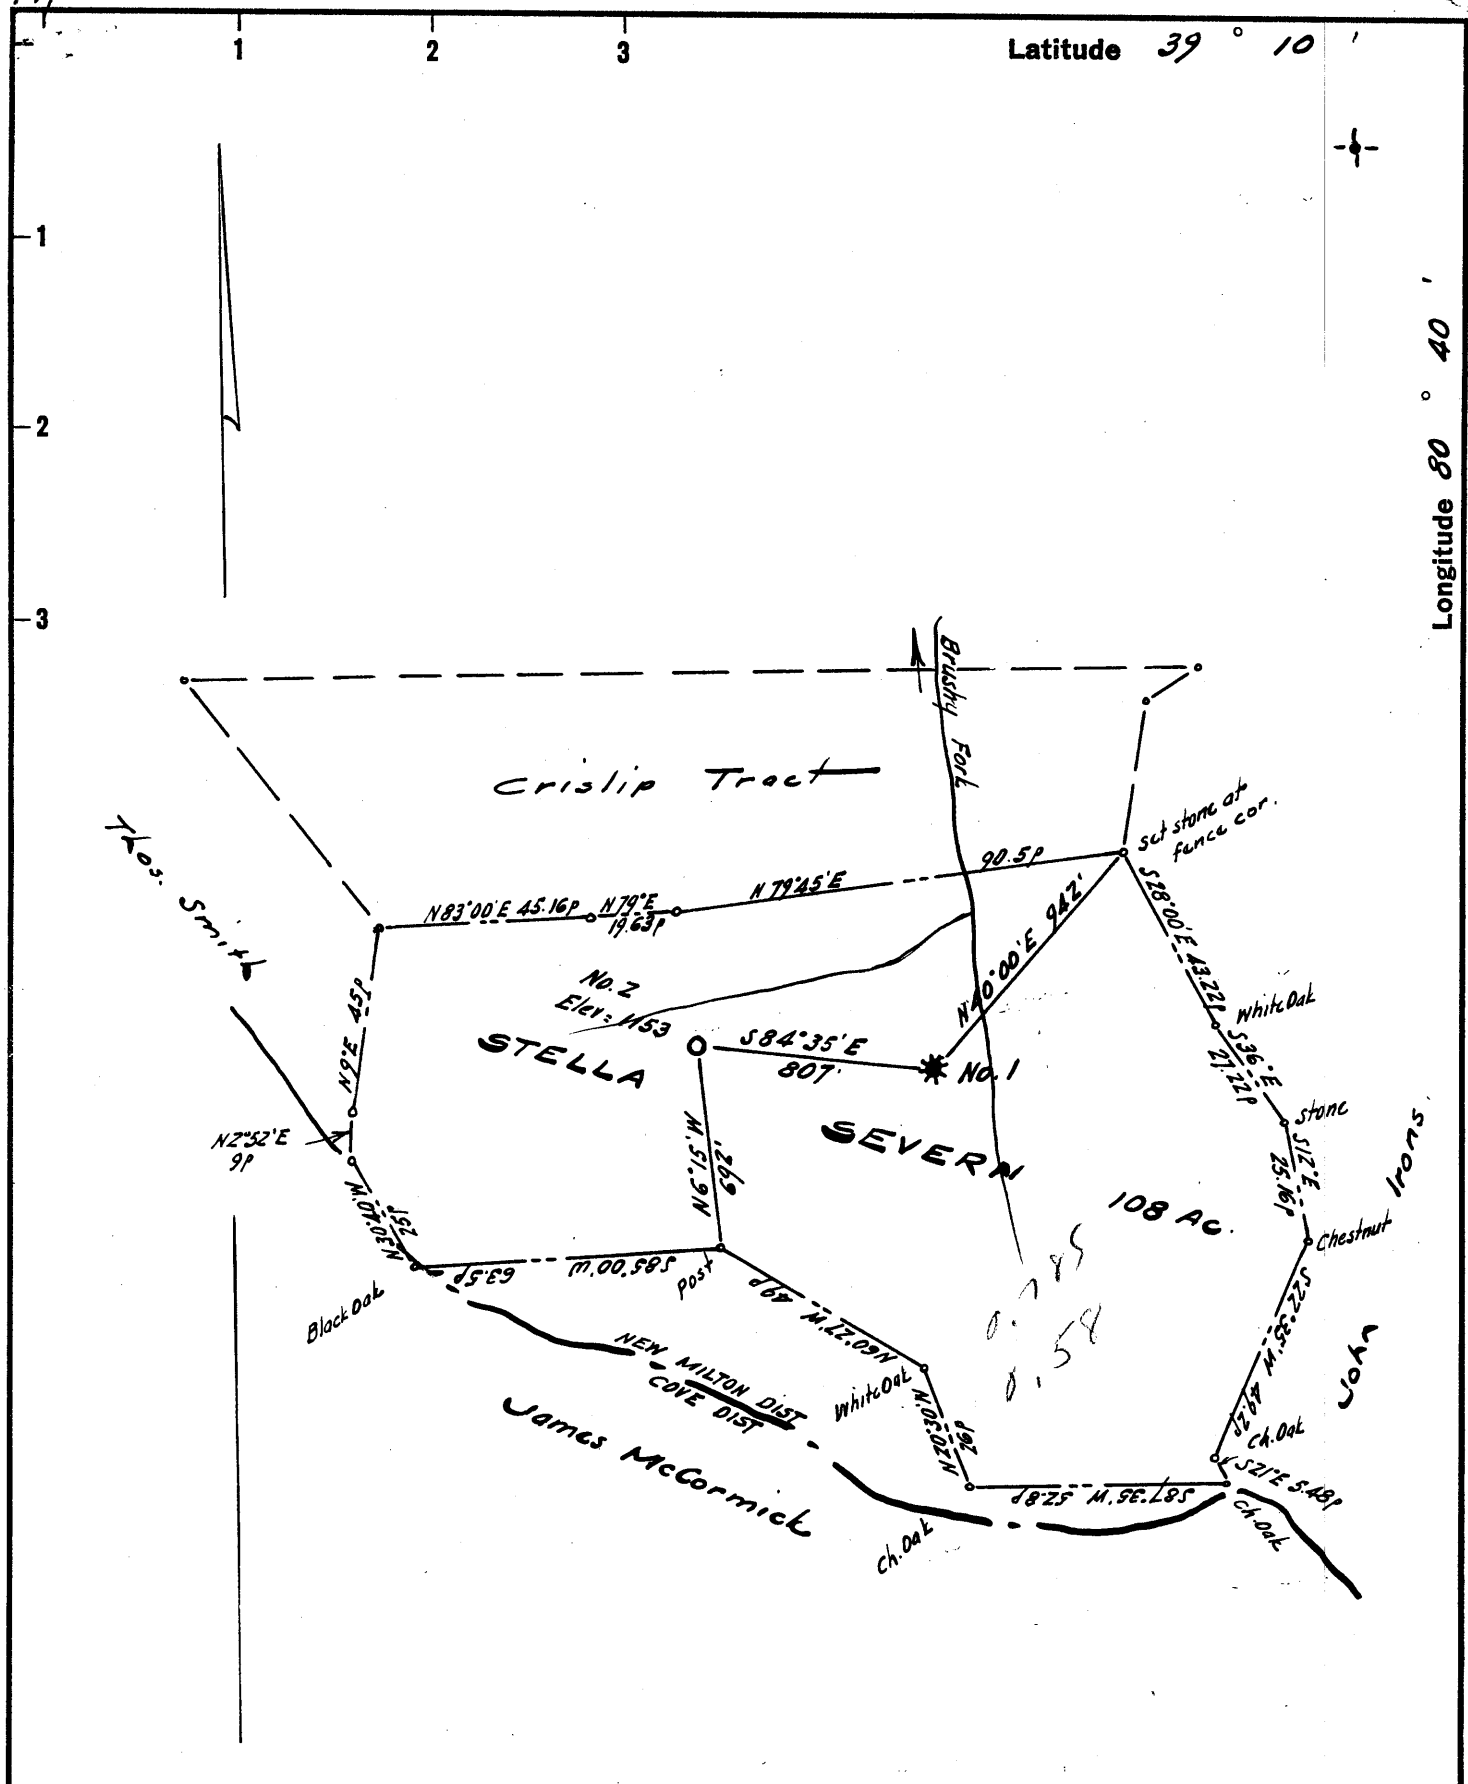 1 2 3
Latitude 39 ° 10 '
1
2
3
Longitude 80 ° 40 '
Brushy Fork
Crislip Tract
set stone at
fence cor.
Thos. Smith
N83°00'E 45.16P
N79°E
19.63P
N79°45'E
90.5P
N40°00'E 942'
S28°00'E 43.22P
White Oak
S36°E
27.22P
stone
S12°E
25.16P
Chestnut
John Irons
N9°E 45P
N2°52'E
9P
No. 2
Elev= 1153
STELLA
S84°35'E
807'
No. 1
SEVERN
108 AC.
N6°15'W
692'
N30°40'W
25P
Black Oak
S85°00'W
63.5P
Post
N60°27'W 49P
White Oak
N20°30'W
26P
S22°35'W 49.2P
Ch. Oak
S21°E 5.48P
Ch. Oak
S87°35'W 52.8P
Ch. Oak
NEW MILTON DIST
COVE DIST
James McCormick
0.785
0.58